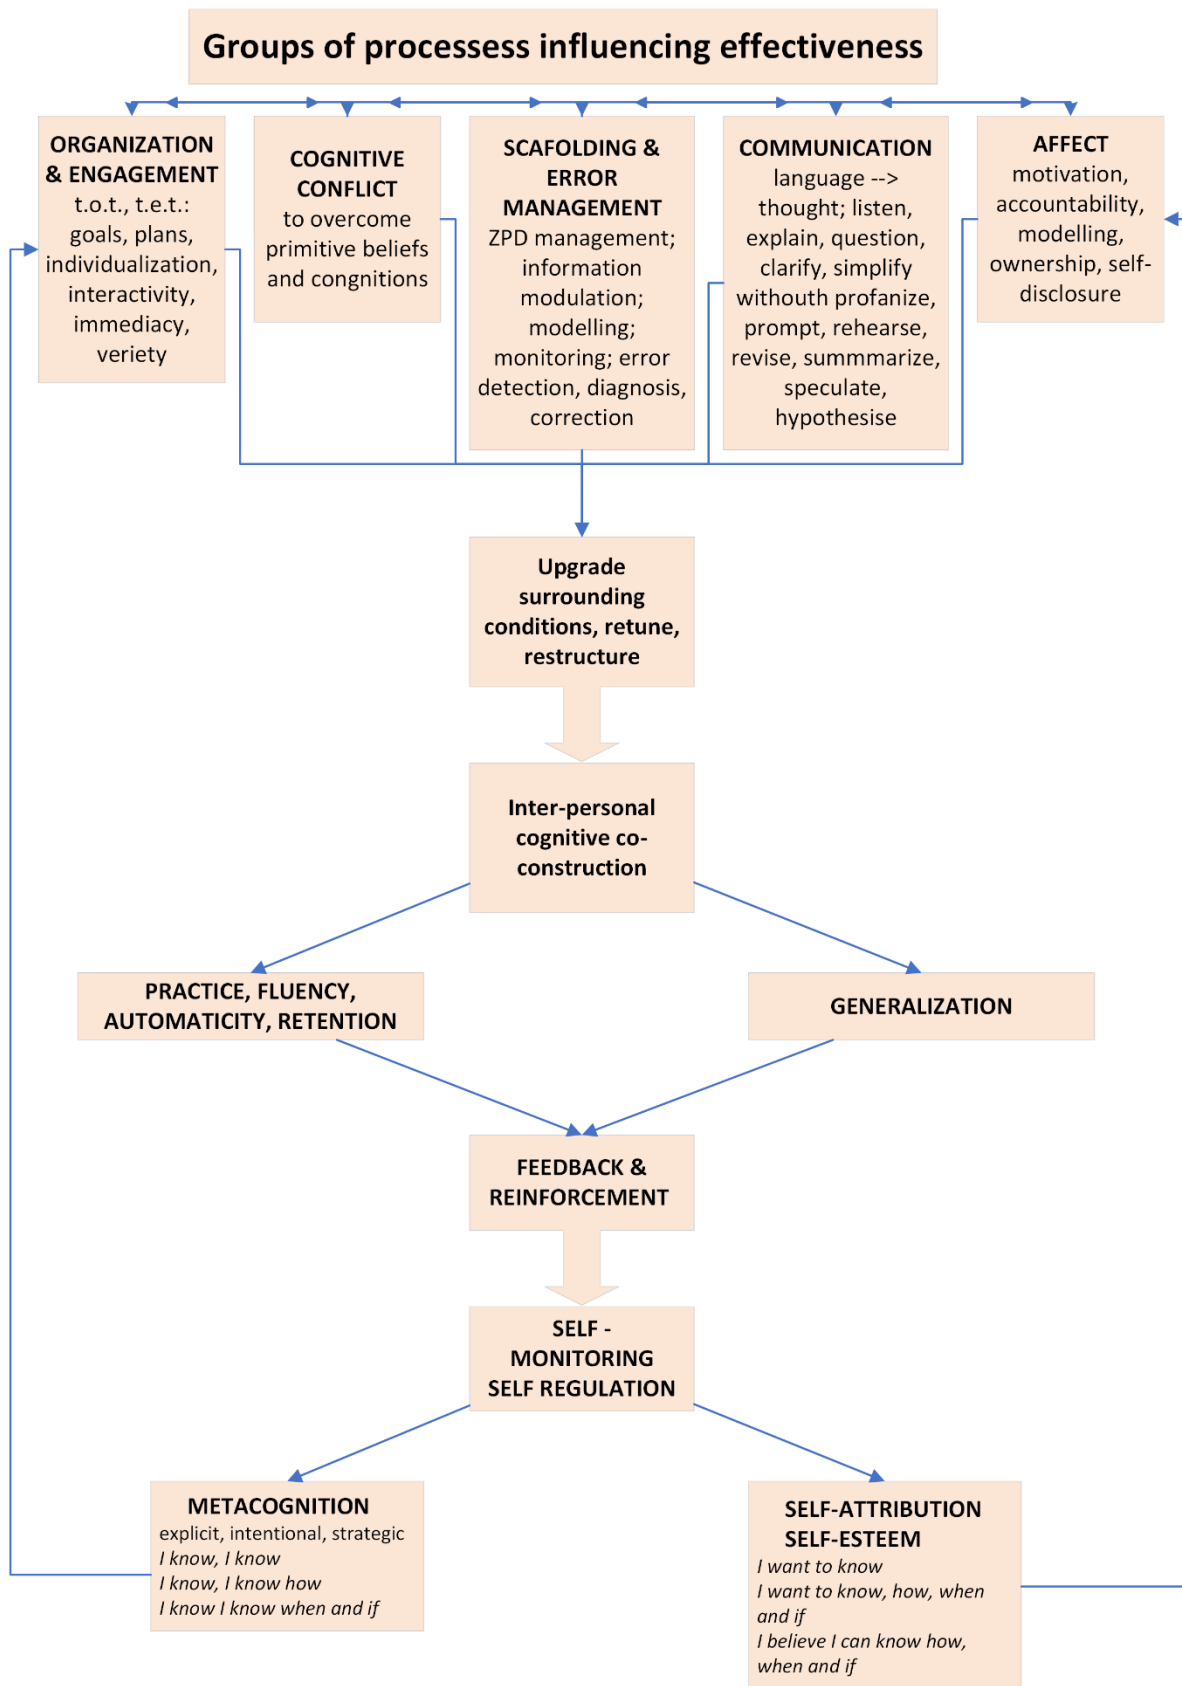 Groups of processess influencing effectiveness
ORGANIZATION
& ENGAGEMENT
t.o.t., t.e.t.:
goals, plans,
individualization,
interactivity,
immediacy,
veriety
COGNITIVE
CONFLICT
to overcome
primitive beliefs
and congnitions
SCAFOLDING &
ERROR
MANAGEMENT
ZPD management;
information
modulation;
modelling;
monitoring; error
detection, diagnosis,
correction
COMMUNICATION
language -->
thought; listen,
explain, question,
clarify, simplify
withouth profanize,
prompt, rehearse,
revise, summmarize,
speculate,
hypothesise
AFFECT
motivation,
accountability,
modelling,
ownership, self-
disclosure
Upgrade
surrounding
conditions, retune,
restructure
Inter-personal
cognitive co-
construction
PRACTICE, FLUENCY,
AUTOMATICITY, RETENTION
GENERALIZATION
FEEDBACK &
REINFORCEMENT
SELF -
MONITORING
SELF REGULATION
METACOGNITION
explicit, intentional, strategic
I know, I know
I know, I know how
I know I know when and if
SELF-ATTRIBUTION
SELF-ESTEEM
I want to know
I want to know, how, when
and if
I believe I can know how,
when and if